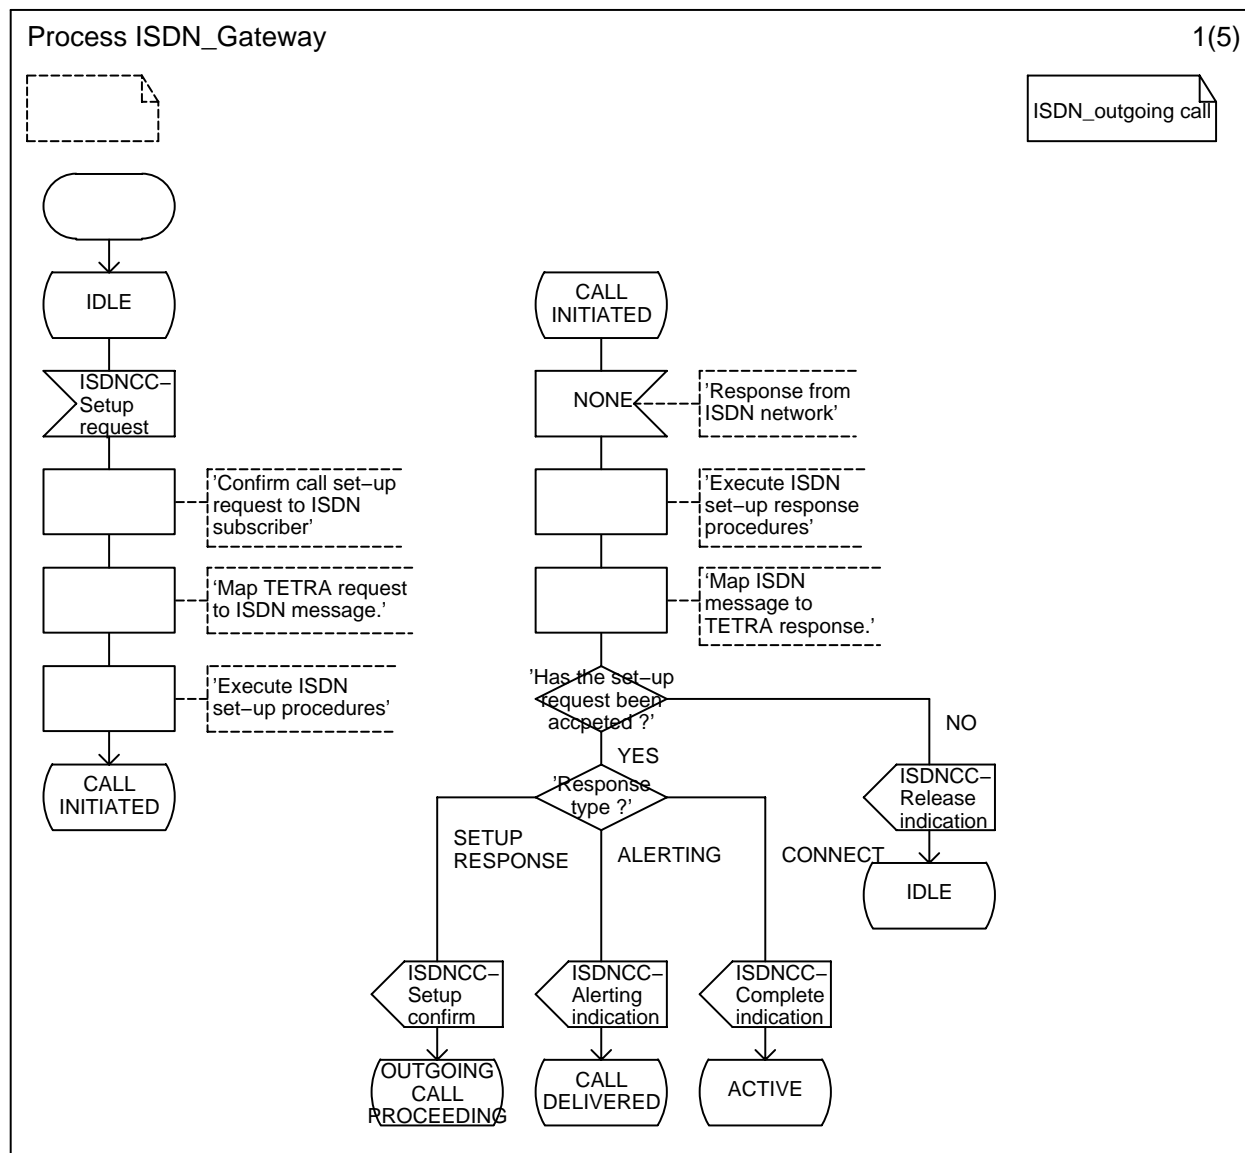 Process ISDN_Gateway
1(5)
ISDN_outgoing call
IDLE
ISDNCC–
Setup
request
'Confirm call set–up
request to ISDN
subscriber'
'Map TETRA request
to ISDN message.'
'Execute ISDN
set–up procedures'
CALL
INITIATED
CALL
INITIATED
NONE
'Response from
ISDN network'
'Execute ISDN
set–up response
procedures'
'Map ISDN
message to
TETRA response.'
'Has the set–up
request been
accpeted ?'
NO
YES
'Response
type ?'
ISDNCC–
Release
indication
IDLE
SETUP
RESPONSE
ALERTING
CONNECT
ISDNCC–
Setup
confirm
ISDNCC–
Alerting
indication
ISDNCC–
Complete
indication
OUTGOING
CALL
PROCEEDING
CALL
DELIVERED
ACTIVE